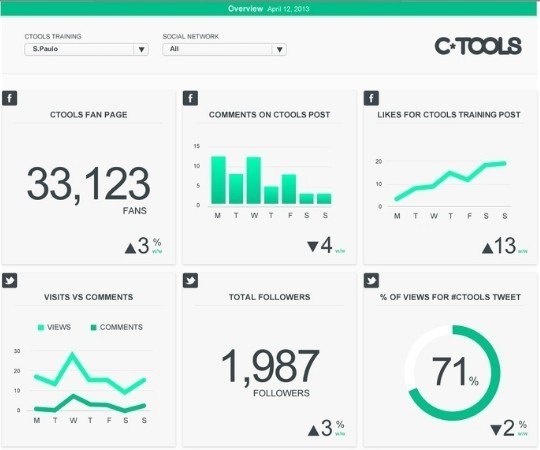 Overview April 12, 2013
CTOOLS TRAINING
S.Paulo
SOCIAL NETWORK
All
C★TOOLS
CTOOLS FAN PAGE
33,123
FANS
▲3 % w/w
COMMENTS ON CTOOLS POST
15
10
5
0
M T W T F S S
▼4 w/w
LIKES FOR CTOOLS TRAINING POST
20
10
0
M T W T F S S
▲13 w/w
VISITS VS COMMENTS
VIEWS COMMENTS
30
20
10
0
M T W T F S S
TOTAL FOLLOWERS
1,987
FOLLOWERS
▲3 % w/w
% OF VIEWS FOR #CTOOLS TWEET
71%
▼2 % w/w